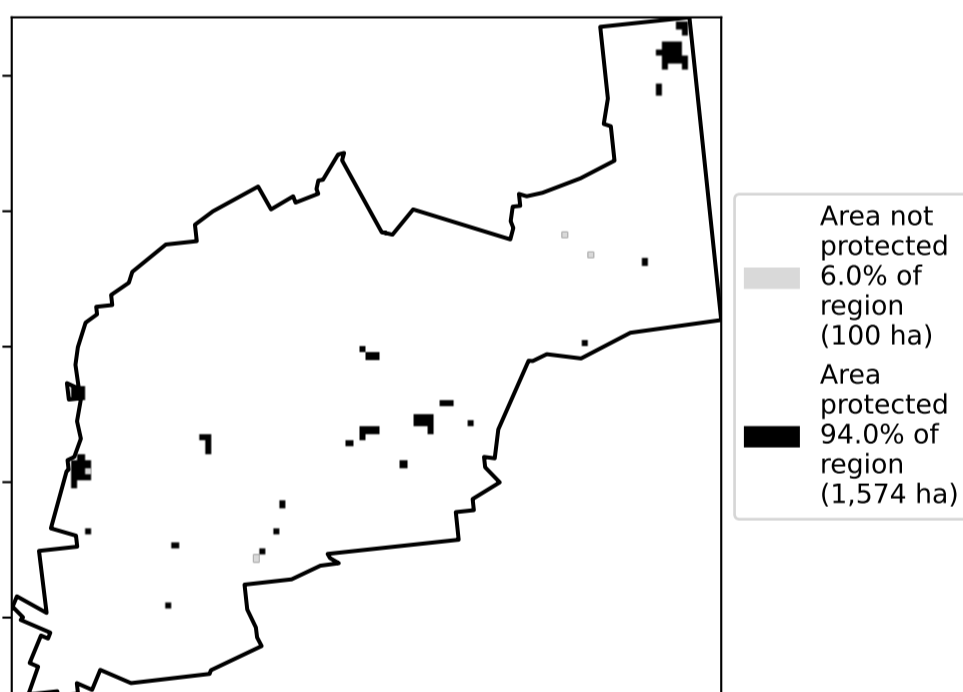 Area not
protected
6.0% of
region
(100 ha)
Area
protected
94.0% of
region
(1,574 ha)